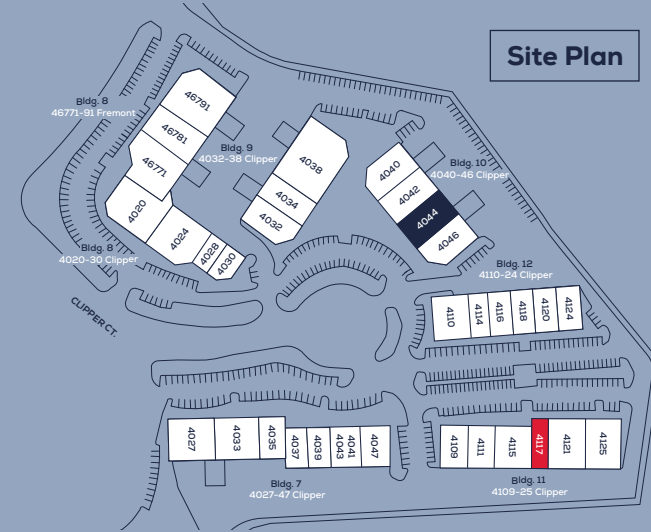 Site Plan
Bldg. 8
46771-91 Fremont
46791
46781
46771
Bldg. 9
4032-38 Clipper
4038
4034
4032
Bldg. 10
4040-46 Clipper
4040
4042
4044
4046
4020
4024
4028
4030
Bldg. 8
4020-30 Clipper
CLIPPER CT.
Bldg. 12
4110-24 Clipper
4110
4114
4116
4118
4120
4124
4027
4033
4035
4037
4039
4043
4041
4047
Bldg. 7
4027-47 Clipper
4109
4111
4115
4117
4121
4125
Bldg. 11
4109-25 Clipper